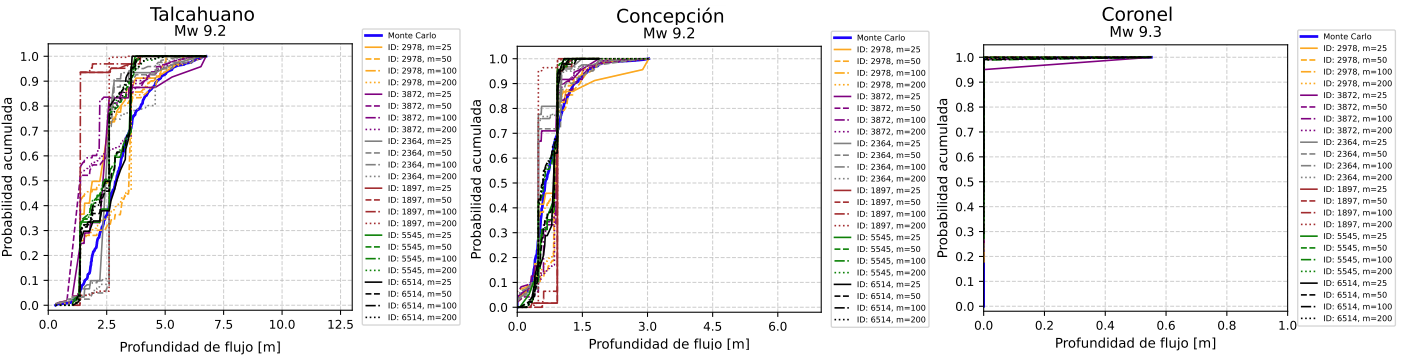 Talcahuano
Mw 9.2
Probabilidad acumulada
1.0
0.9
0.8
0.7
0.6
0.5
0.4
0.3
0.2
0.1
0.0
0.0 2.5 5.0 7.5 10.0 12.5
Profundidad de flujo [m]
Monte Carlo
ID: 2978, m=25
ID: 2978, m=50
ID: 2978, m=100
ID: 2978, m=200
ID: 3872, m=25
ID: 3872, m=50
ID: 3872, m=100
ID: 3872, m=200
ID: 2364, m=25
ID: 2364, m=50
ID: 2364, m=100
ID: 2364, m=200
ID: 1897, m=25
ID: 1897, m=50
ID: 1897, m=100
ID: 1897, m=200
ID: 5545, m=25
ID: 5545, m=50
ID: 5545, m=100
ID: 5545, m=200
ID: 6514, m=25
ID: 6514, m=50
ID: 6514, m=100
ID: 6514, m=200
Concepción
Mw 9.2
Probabilidad acumulada
1.0
0.9
0.8
0.7
0.6
0.5
0.4
0.3
0.2
0.1
0.0
0.0 1.5 3.0 4.5 6.0
Profundidad de flujo [m]
Monte Carlo
ID: 2978, m=25
ID: 2978, m=50
ID: 2978, m=100
ID: 2978, m=200
ID: 3872, m=25
ID: 3872, m=50
ID: 3872, m=100
ID: 3872, m=200
ID: 2364, m=25
ID: 2364, m=50
ID: 2364, m=100
ID: 2364, m=200
ID: 1897, m=25
ID: 1897, m=50
ID: 1897, m=100
ID: 1897, m=200
ID: 5545, m=25
ID: 5545, m=50
ID: 5545, m=100
ID: 5545, m=200
ID: 6514, m=25
ID: 6514, m=50
ID: 6514, m=100
ID: 6514, m=200
Coronel
Mw 9.3
Probabilidad acumulada
1.0
0.9
0.8
0.7
0.6
0.5
0.4
0.3
0.2
0.1
0.0
0.0 0.2 0.4 0.6 0.8 1.0
Profundidad de flujo [m]
Monte Carlo
ID: 2978, m=25
ID: 2978, m=50
ID: 2978, m=100
ID: 2978, m=200
ID: 3872, m=25
ID: 3872, m=50
ID: 3872, m=100
ID: 3872, m=200
ID: 2364, m=25
ID: 2364, m=50
ID: 2364, m=100
ID: 2364, m=200
ID: 1897, m=25
ID: 1897, m=50
ID: 1897, m=100
ID: 1897, m=200
ID: 5545, m=25
ID: 5545, m=50
ID: 5545, m=100
ID: 5545, m=200
ID: 6514, m=25
ID: 6514, m=50
ID: 6514, m=100
ID: 6514, m=200